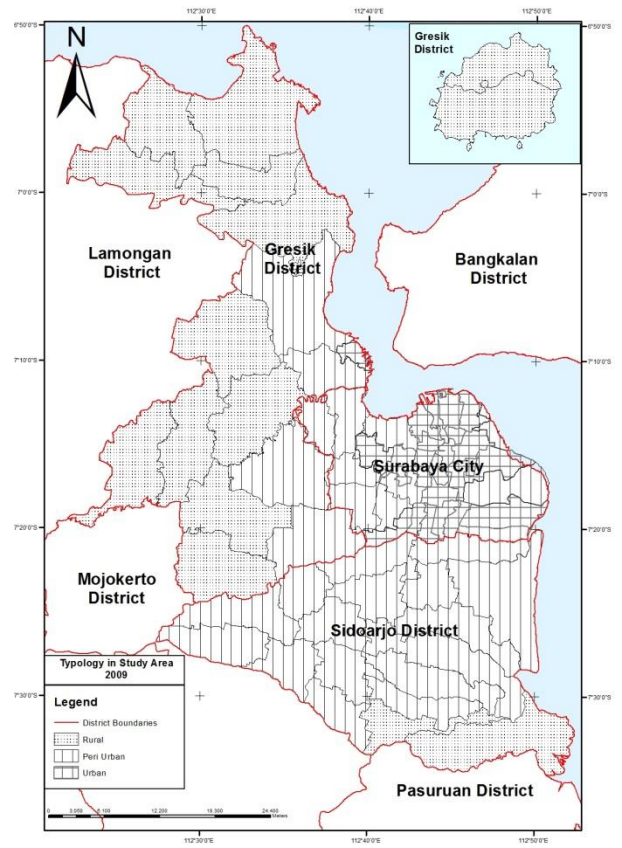 112°30'0"E
112°40'0"E
112°50'0"E
6°50'0"S
6°50'0"S
N
Gresik
District
7°0'0"S
7°0'0"S
Lamongan
District
Gresik
District
Bangkalan
District
7°10'0"S
7°10'0"S
Surabaya City
7°20'0"S
7°20'0"S
Mojokerto
District
Sidoarjo District
Typology in Study Area
2009
7°30'0"S
7°30'0"S
Legend
District Boundaries
Rural
Peri Urban
Urban
Pasuruan District
112°30'0"E
112°40'0"E
112°50'0"E